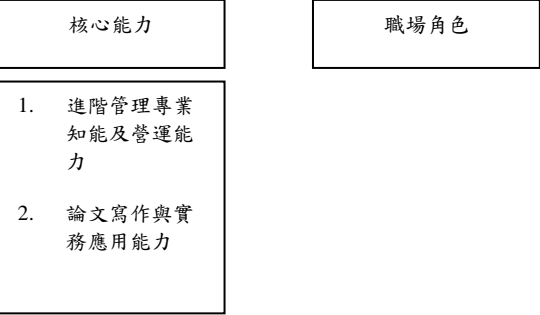 核心能力
職場角色
1. 進階管理專業
知能及營運能
力
2. 論文寫作與實
務應用能力